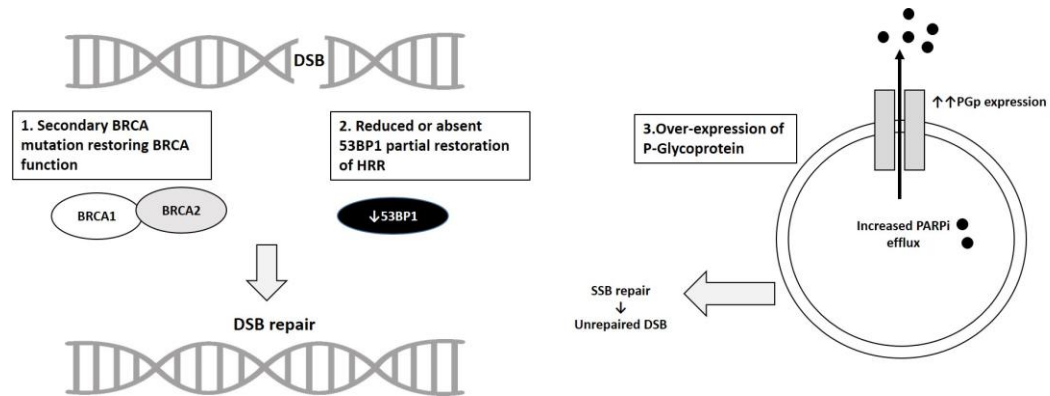 DSB
1. Secondary BRCA
mutation restoring BRCA
function
2. Reduced or absent
53BP1 partial restoration
of HRR
BRCA1
BRCA2
↓53BP1
DSB repair
3.Over-expression of
P-Glycoprotein
↑↑PGp expression
Increased PARPi
efflux
SSB repair
↓
Unrepaired DSB